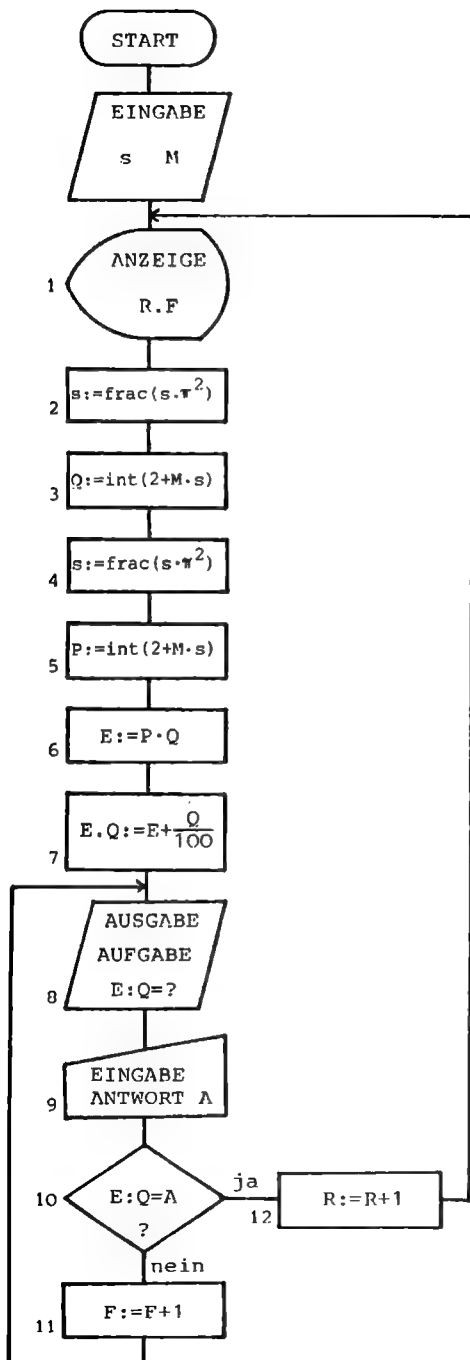 START
EINGABE
s M
ANZEIGE
1
R.F
s:=frac(s·π²)
2
Q:=int(2+M·s)
3
s:=frac(s·π²)
4
P:=int(2+M·s)
5
E:=P·Q
6
E.Q:=E+Q/100
7
AUSGABE
AUFGABE
E:Q=?
8
EINGABE
ANTWORT A
9
ja
10 E:Q=A
?
12 R:=R+1
nein
F:=F+1
11